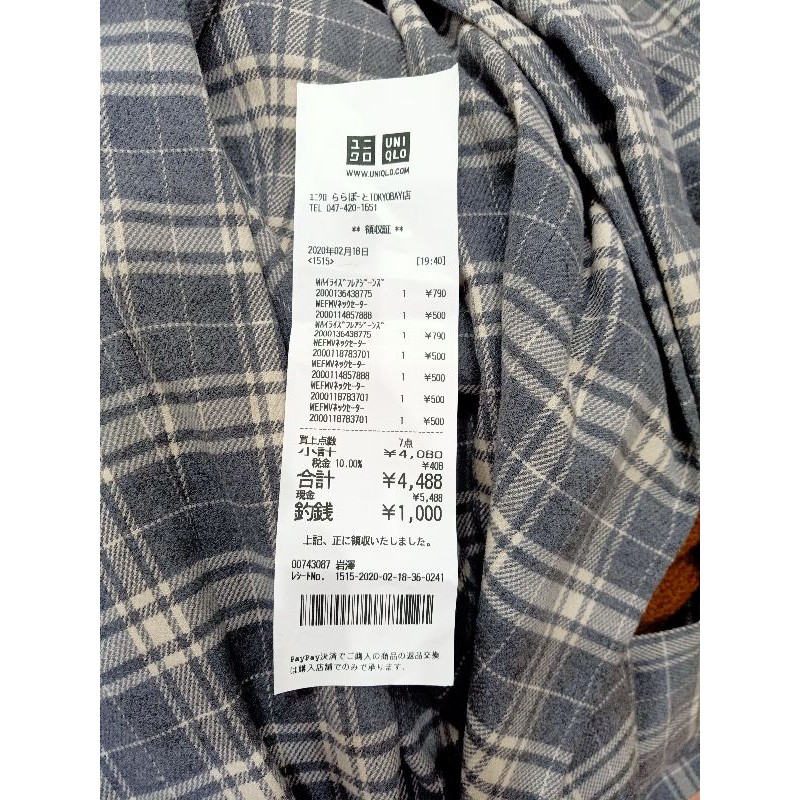 ユニクロ UNIQLO
WWW.UNIQLO.COM
ユニクロ ららぽーとTOKYOBAY店
TEL 047-420-1651
** 領収証 **
2020年02月18日
<1515> [19:40]
Wハイライズフレアジーンズ
2000136438775 1 ¥790
WEFMVネックセーター
2000114857888 1 ¥500
Wハイライズフレアジーンズ
2000136438775 1 ¥790
WEFMVネックセーター
2000118783701 1 ¥500
WEFMVネックセーター
2000114857888 1 ¥500
WEFMVネックセーター
2000118783701 1 ¥500
WEFMVネックセーター
2000118783701 1 ¥500
買上点数 7点
小計 ¥4,080
税金 10.00% ¥408
合計 ¥4,488
現金 ¥5,488
釣銭 ¥1,000
上記、正に領収いたしました。
00743087 岩澤
レシートNo. 1515-2020-02-18-36-0241
PayPay決済でご購入の商品の返品交換
は購入店舗でのみで承ります。